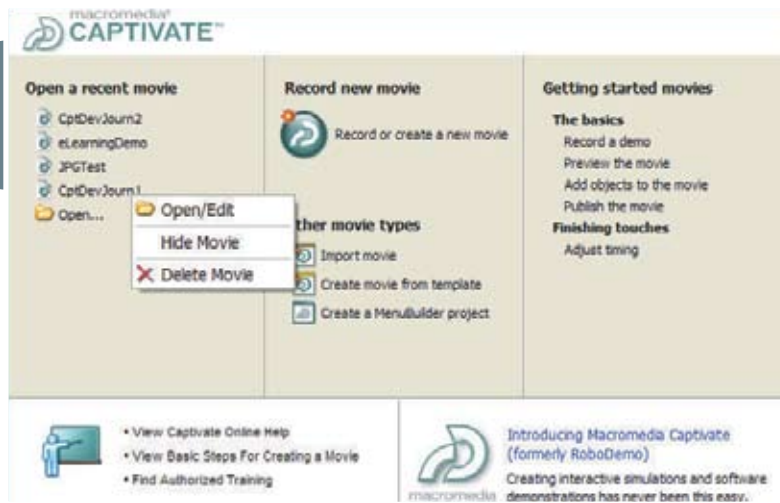 macromedia®
CAPTIVATE™
Open a recent movie
CptDevJourn2
eLearningDemo
JPGTest
CptDevJourn1
Open...
Open/Edit
Hide Movie
Delete Movie
Record new movie
Record or create a new movie
ther movie types
Import movie
Create movie from template
Create a MenuBuilder project
Getting started movies
The basics
Record a demo
Preview the movie
Add objects to the movie
Publish the movie
Finishing touches
Adjust timing
• View Captivate Online Help
• View Basic Steps For Creating a Movie
• Find Authorized Training
macromedia
Introducing Macromedia Captivate
(formerly RoboDemo)
Creating interactive simulations and software
demonstrations has never been this easy.